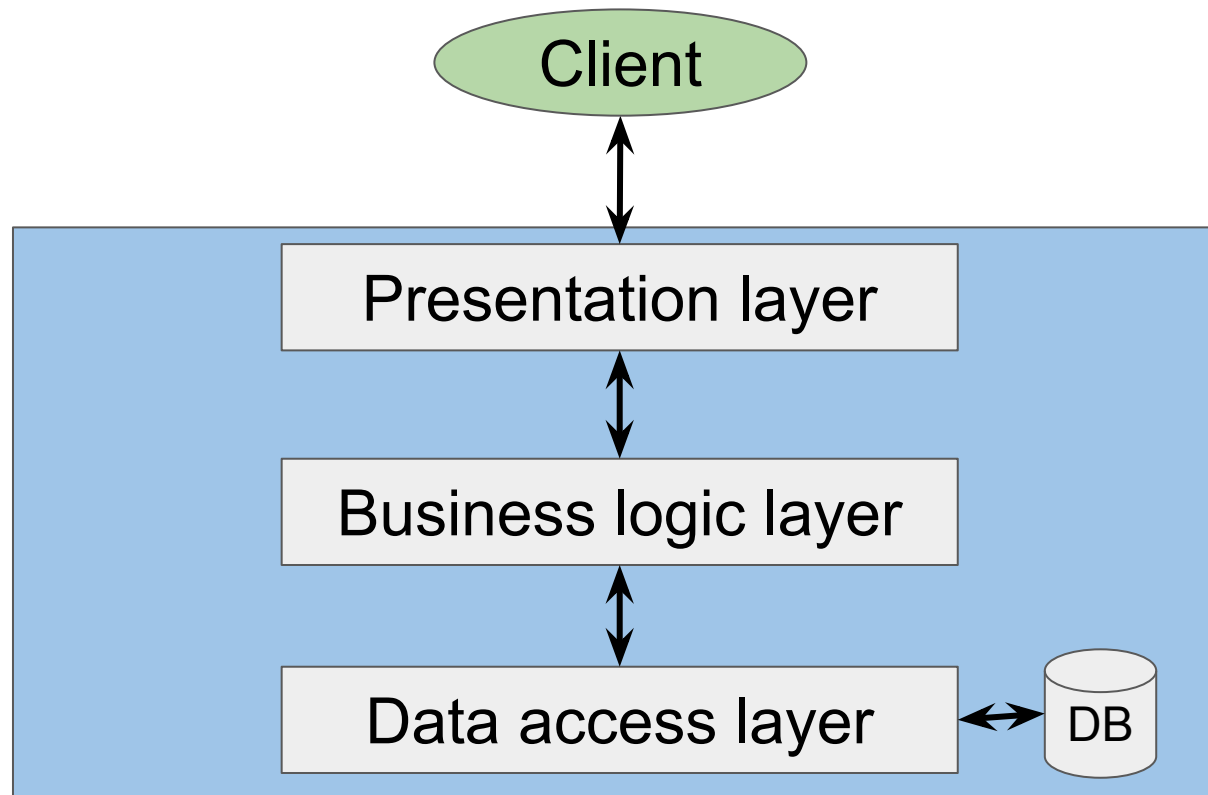 Client
Presentation layer
Business logic layer
Data access layer
DB